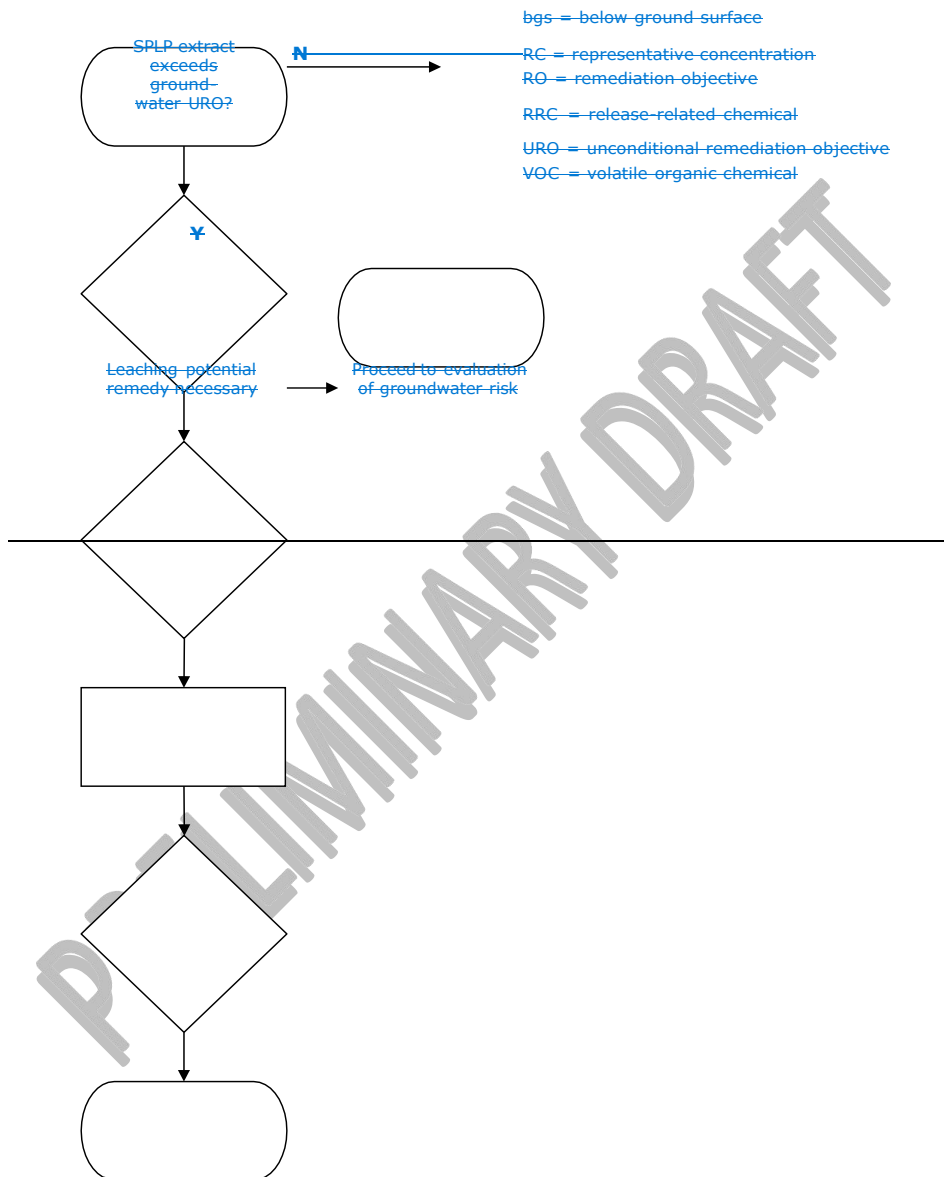 SPLP extract
exceeds
ground-
water URO?
N
bgs = below ground surface
RC = representative concentration
RO = remediation objective
RRC = release-related chemical
URO = unconditional remediation objective
VOC = volatile organic chemical
Y
Leaching potential
remedy necessary
Proceed to evaluation
of groundwater risk
PRELIMINARY DRAFT